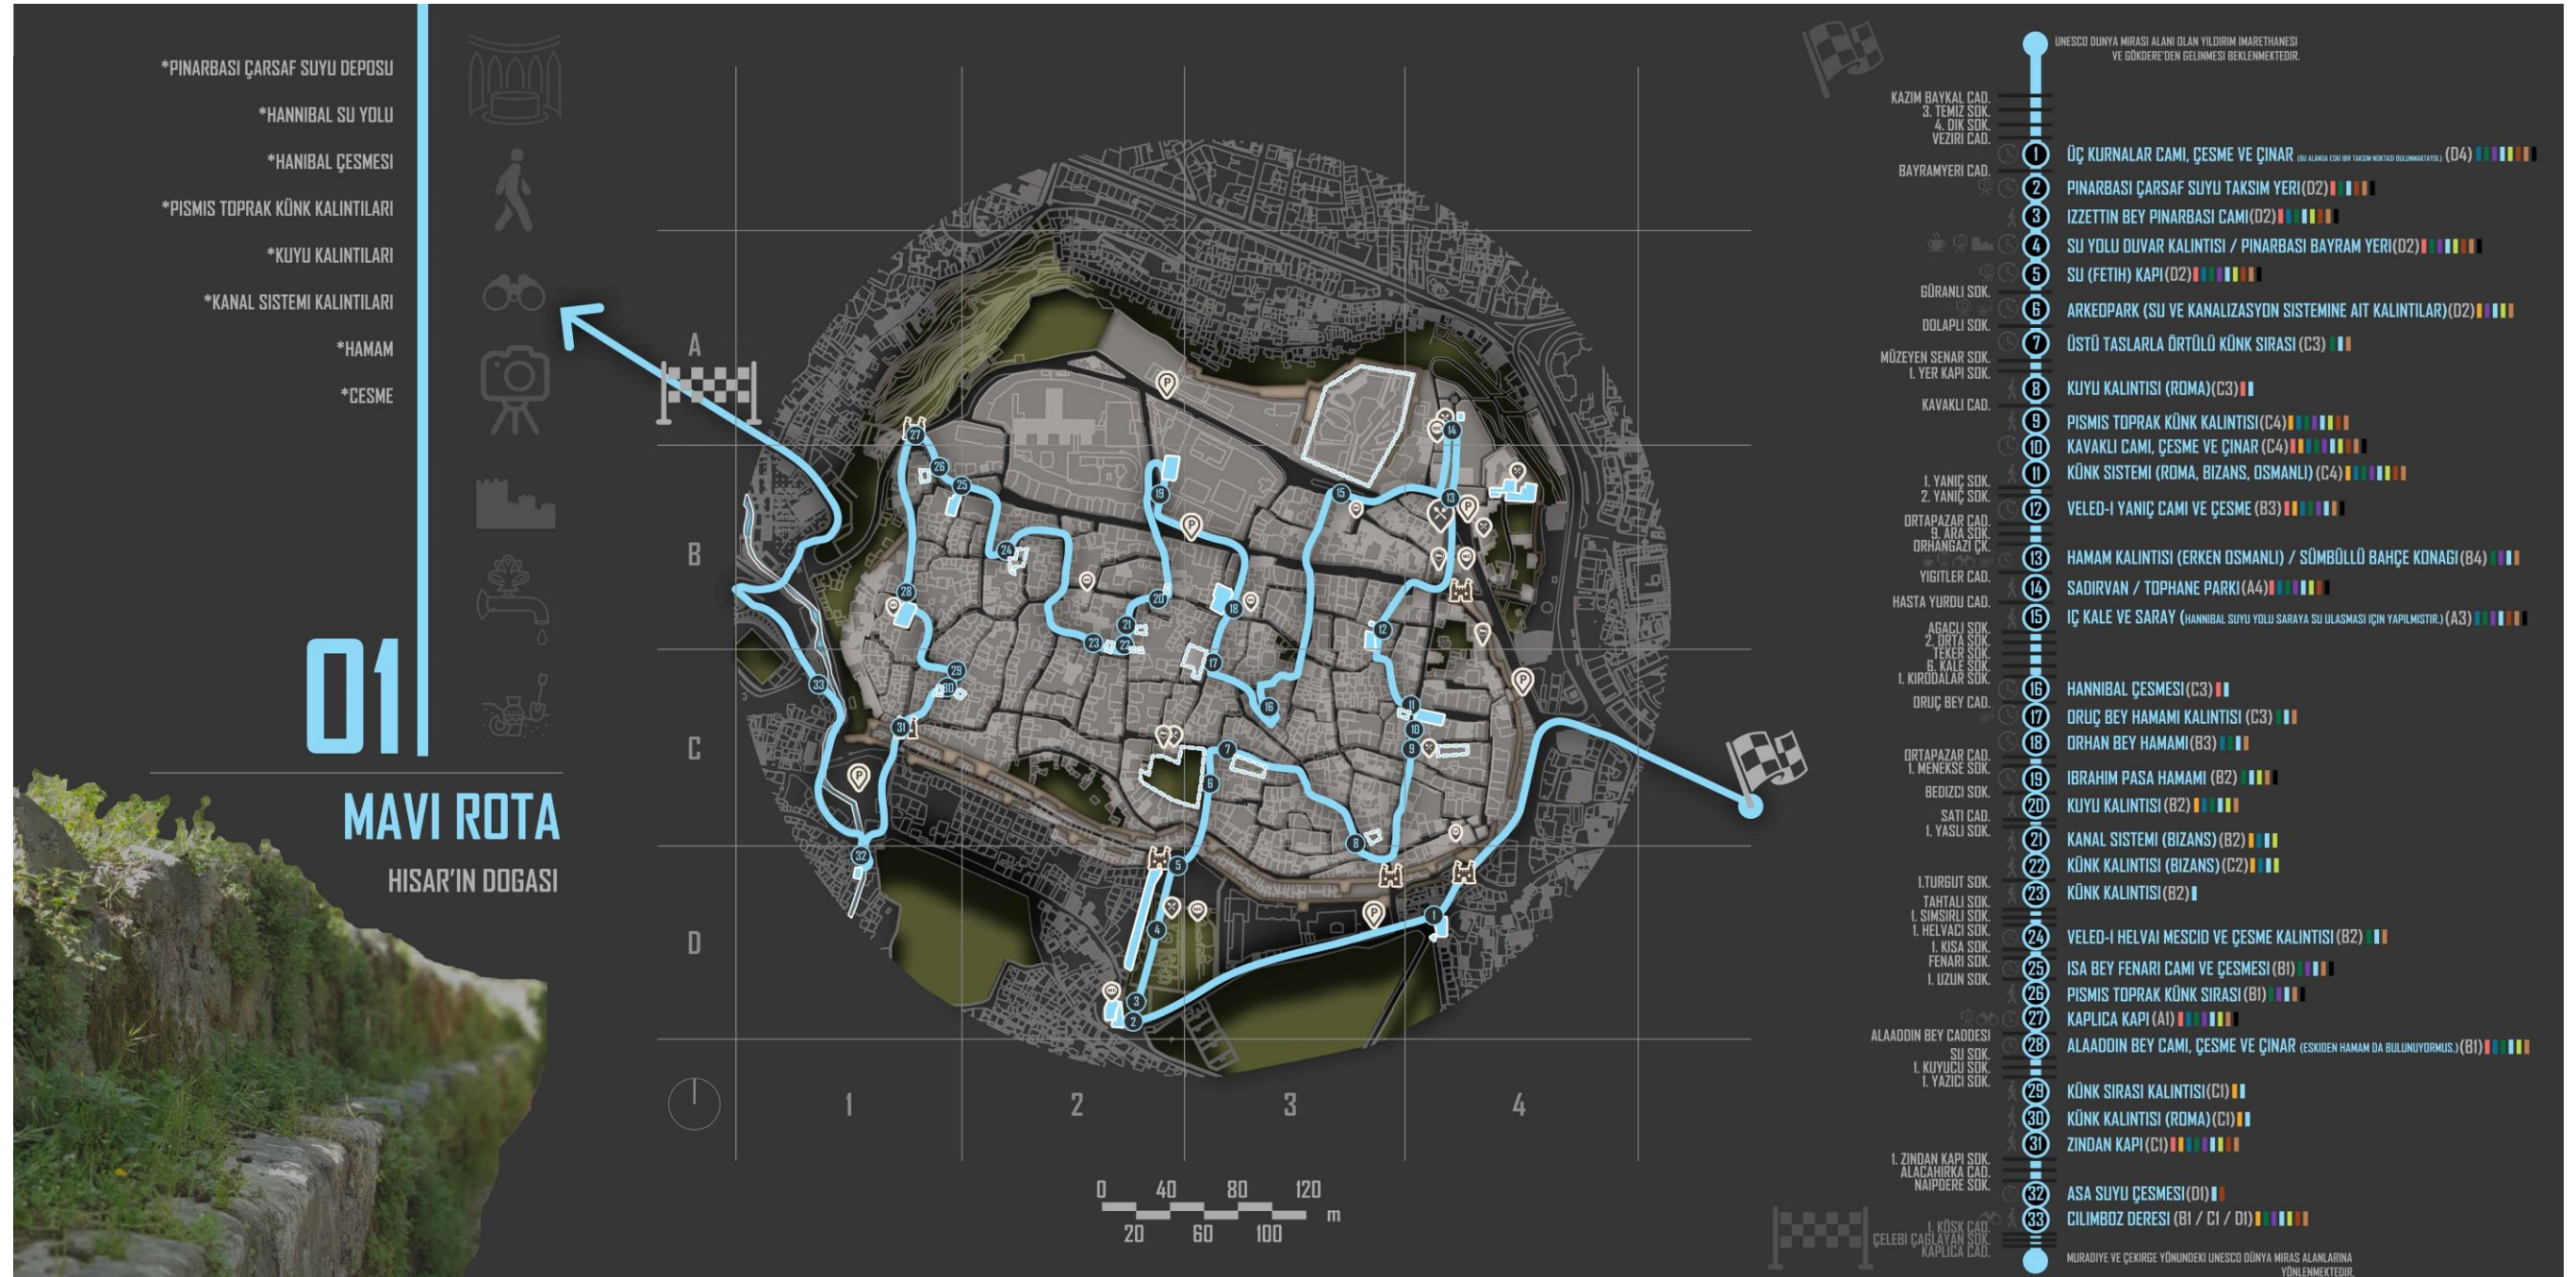 *PINARBASI ÇARSAF SUYU DEPOSU
*HANNIBAL SU YOLU
*HANIBAL ÇESMESI
*PISMIS TOPRAK KÜNK KALINTILARI
*KUYU KALINTILARI
*KANAL SISTEMI KALINTILARI
*HAMAM
*CESME
01
MAVI ROTA
HISAR'IN DOGASI
A
B
C
D
1
2
3
4
0 40 80 120
20 60 100
m
UNESCO DUNYA MIRASI ALANI OLAN YILDIRIM IMARETHANESI
VE GÖKDERE'DEN GELINMESI BEKLENMEKTEDIR.
KAZIM BAYKAL CAD.
3. TEMIZ SOK.
4. DIK SOK.
VEZIRI CAD.
1 ÜÇ KURNALAR CAMI, ÇESME VE ÇINAR (BU ALANDA ESKI BIR TAKSIM NOKTASI BULUNMAKTAYDI.) (D4)
BAYRAMYERI CAD.
2 PINARBASI ÇARSAF SUYU TAKSIM YERI(D2)
3 IZZETTIN BEY PINARBASI CAMI(D2)
4 SU YOLU DUVAR KALINTISI / PINARBASI BAYRAM YERI(D2)
5 SU (FETIH) KAPI(D2)
GÜRANLI SOK.
6 ARKEOPARK (SU VE KANALIZASYON SISTEMINE AIT KALINTILAR)(D2)
DOLAPLI SOK.
7 ÜSTÜ TASLARLA ÖRTÜLÜ KÜNK SIRASI (C3)
MÜZEYEN SENAR SOK.
1. YER KAPI SOK.
8 KUYU KALINTISI (ROMA)(C3)
KAVAKLI CAD.
9 PISMIS TOPRAK KÜNK KALINTISI(C4)
10 KAVAKLI CAMI, ÇESME VE ÇINAR (C4)
11 KÜNK SISTEMI (ROMA, BIZANS, OSMANLI) (C4)
1. YANIÇ SOK.
2. YANIÇ SOK.
12 VELED-I YANIÇ CAMI VE ÇESME (B3)
ORTAPAZAR CAD.
9. ARA SOK.
ORHANGAZI ÇK.
13 HAMAM KALINTISI (ERKEN OSMANLI) / SÜMBÜLLÜ BAHÇE KONAGI(B4)
YIGITLER CAD.
14 SADIRVAN / TOPHANE PARKI(A4)
HASTA YURDU CAD.
15 IÇ KALE VE SARAY (HANNIBAL SUYU YOLU SARAYA SU ULASMASI IÇIN YAPILMISTIR.) (A3)
AGAÇLI SOK.
2. ORTA SOK.
TEKER SOK.
6. KALE SOK.
1. KIRODALAR SOK.
16 HANNIBAL ÇESMESI(C3)
ORUÇ BEY CAD.
17 ORUÇ BEY HAMAMI KALINTISI (C3)
18 ORHAN BEY HAMAMI(B3)
ORTAPAZAR CAD.
1. MENEKSE SOK.
19 IBRAHIM PASA HAMAMI (B2)
BEDIZCI SOK.
20 KUYU KALINTISI (B2)
SATI CAD.
1. YASLI SOK.
21 KANAL SISTEMI (BIZANS) (B2)
22 KÜNK KALINTISI (BIZANS)(C2)
1.TURGUT SOK.
23 KÜNK KALINTISI(B2)
TAHTALI SOK.
1. SIMSIRLI SOK.
1. HELVACI SOK.
24 VELED-I HELVAI MESCID VE ÇESME KALINTISI (B2)
1. KISA SOK.
FENARI SOK.
25 ISA BEY FENARI CAMI VE ÇESMESI (B1)
1. UZUN SOK.
26 PISMIS TOPRAK KÜNK SIRASI (B1)
27 KAPLICA KAPI (A1)
ALAADDIN BEY CADDESI
28 ALAADDIN BEY CAMI, ÇESME VE ÇINAR (ESKIDEN HAMAM DA BULUNUYORMUS.) (B1)
SU SOK.
1. KUYUCU SOK.
1. YAZICI SOK.
29 KÜNK SIRASI KALINTISI(C1)
30 KÜNK KALINTISI (ROMA)(C1)
31 ZINDAN KAPI (C1)
1. ZINDAN KAPI SOK.
ALACAHIRKA CAD.
NAIPDERE SOK.
32 ASA SUYU ÇESMESI(D1)
33 CILIMBOZ DERESI (B1 / C1 / D1)
1. KÖSK CAD.
ÇELEBI ÇAGLAYAN SOK.
KAPLICA CAD.
MURADIYE VE ÇEKIRGE YÖNUNDEKI UNESCO DÜNYA MIRAS ALANLARINA
YÖNLENMEKTEDIR.